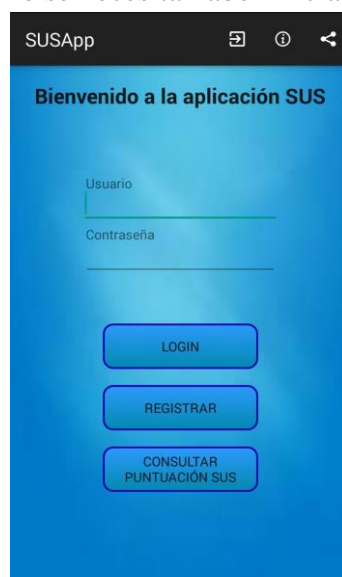 SUSApp
Bienvenido a la aplicación SUS
Usuario
Contraseña
LOGIN
REGISTRAR
CONSULTAR
PUNTUACIÓN SUS